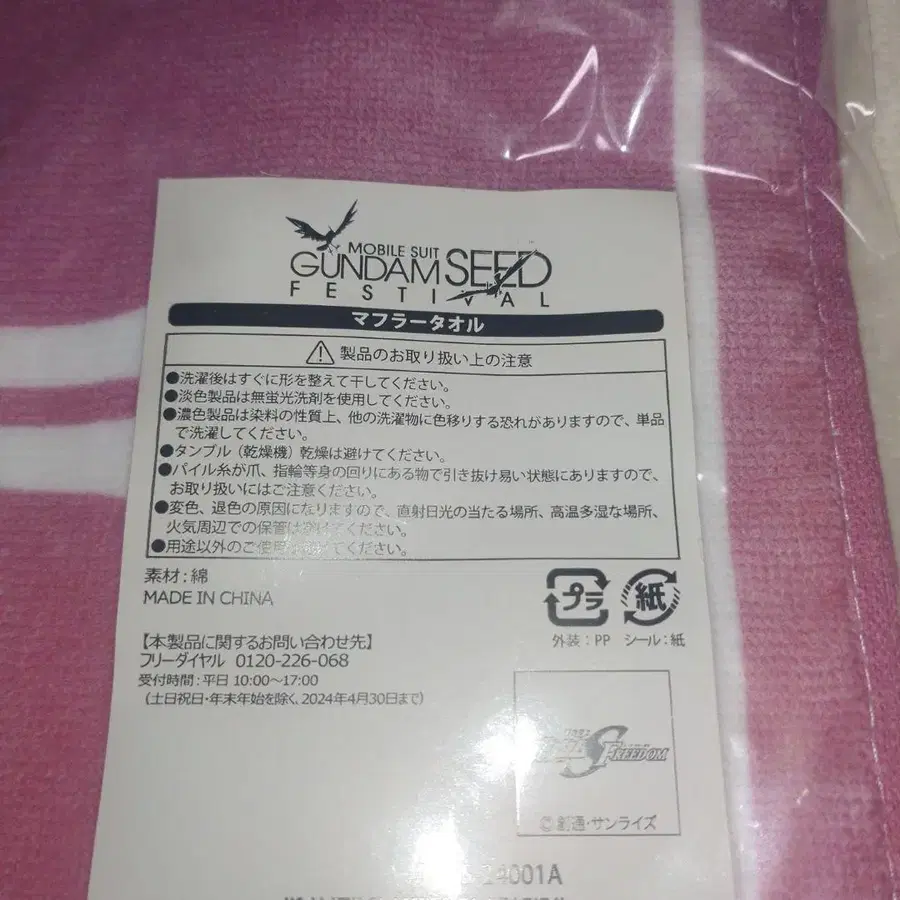 MOBILE SUIT
GUNDAM SEED
FESTIVAL
マフラータオル
製品のお取り扱い上の注意
●洗濯後はすぐに形を整えて干してください。
●淡色製品は無蛍光洗剤を使用してください。
●濃色製品は染料の性質上、他の洗濯物に色移りする恐れがありますので、単品
で洗濯してください。
●タンブル（乾燥機）乾燥は避けてください。
●パイル糸が爪、指輪等身の回りにある物で引き抜け易い状態にありますので、
お取り扱いにはご注意ください。
●変色、退色の原因になりますので、直射日光の当たる場所、高温多湿な場所、
火気周辺での保管は避けてください。
●用途以外のご使用は避けてください。
素材：綿
MADE IN CHINA
プラ
紙
外装：PP シール：紙
【本製品に関するお問い合わせ先】
フリーダイヤル 0120-226-068
受付時間：平日 10:00～17:00
（土日祝日・年末年始を除く、2024年4月30日まで）
FREEDOM
©創通・サンライズ
24001A